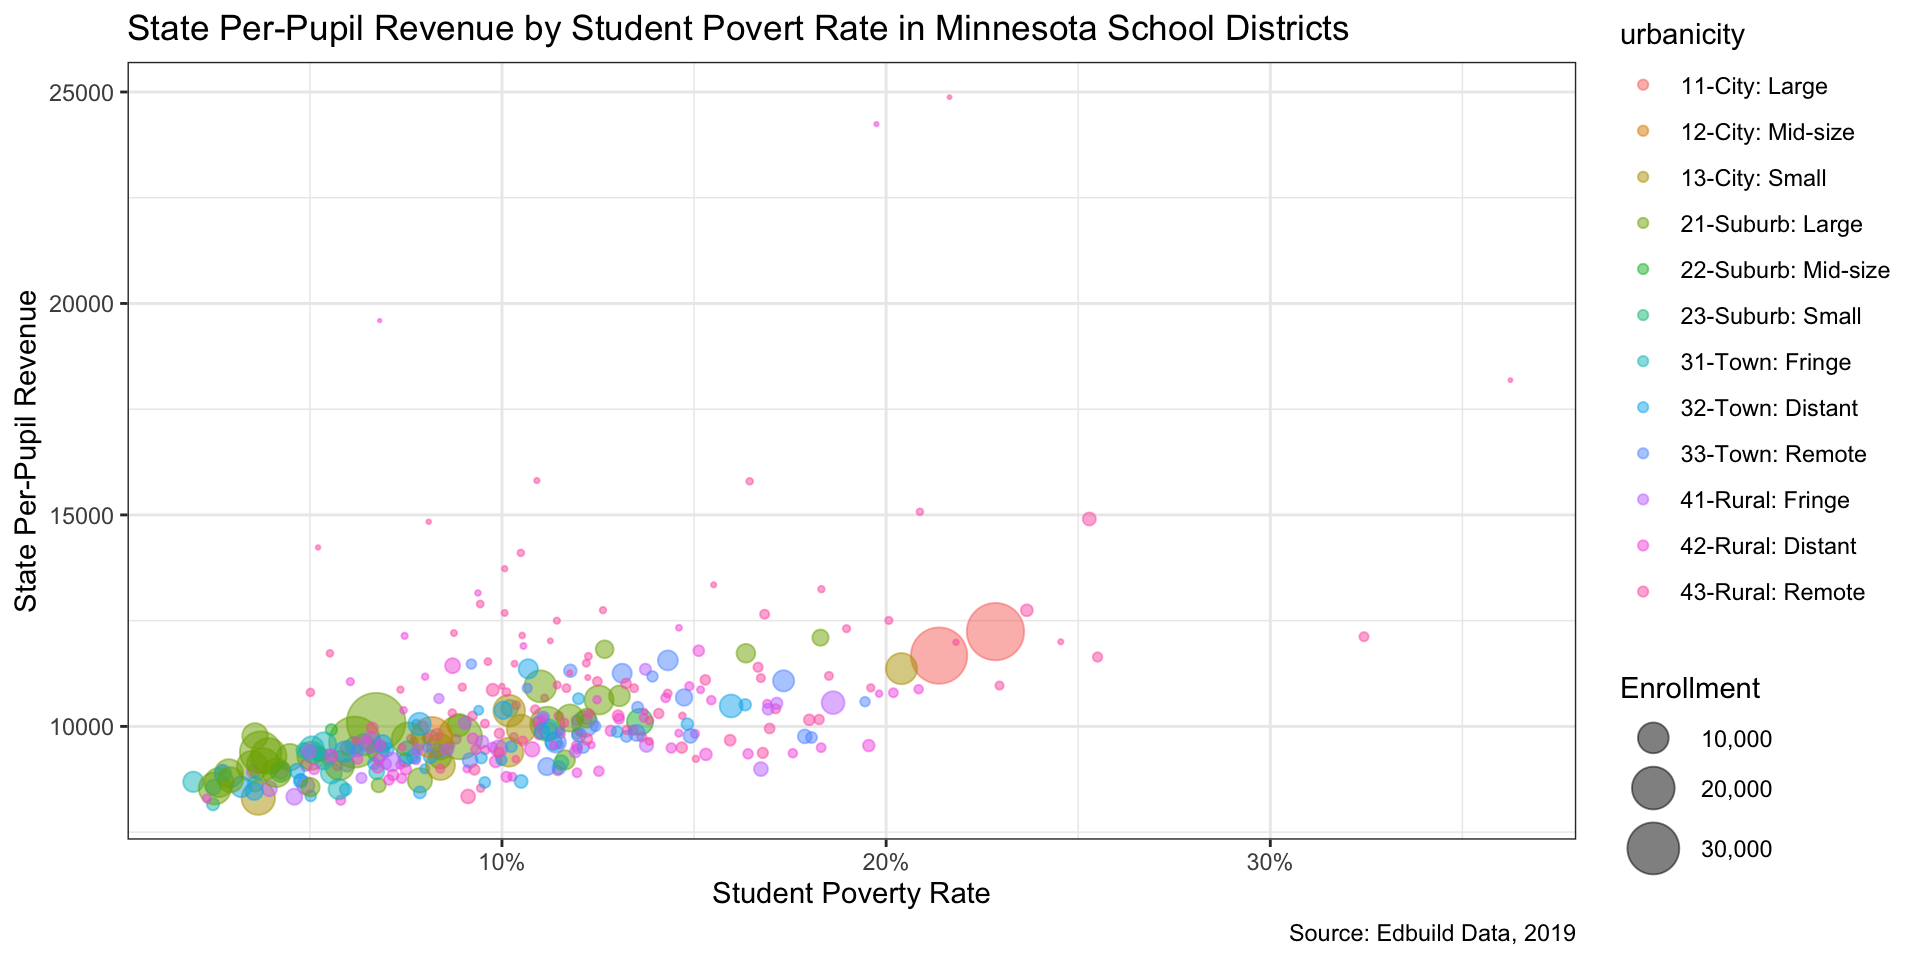 State Per-Pupil Revenue by Student Povert Rate in Minnesota School Districts
urbanicity
11-City: Large
12-City: Mid-size
13-City: Small
21-Suburb: Large
22-Suburb: Mid-size
23-Suburb: Small
31-Town: Fringe
32-Town: Distant
33-Town: Remote
41-Rural: Fringe
42-Rural: Distant
43-Rural: Remote
Enrollment
10,000
20,000
30,000
State Per-Pupil Revenue
25000
20000
15000
10000
10%
20%
30%
Student Poverty Rate
Source: Edbuild Data, 2019